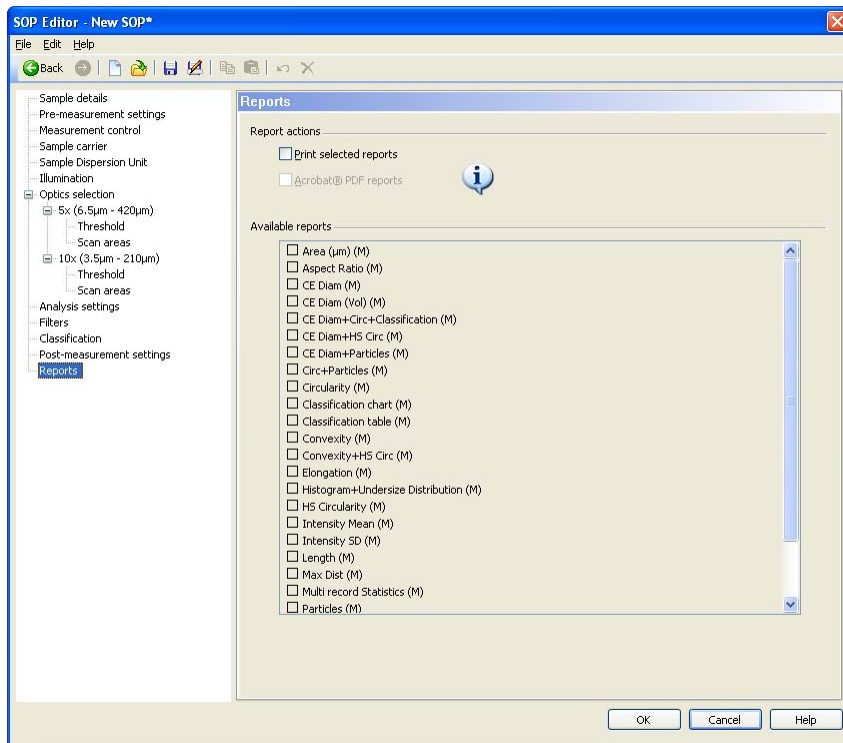 SOP Editor - New SOP*
File Edit Help
Back
Sample details
Pre-measurement settings
Measurement control
Sample carrier
Sample Dispersion Unit
Illumination
Optics selection
5x (6.5µm - 420µm)
Threshold
Scan areas
10x (3.5µm - 210µm)
Threshold
Scan areas
Analysis settings
Filters
Classification
Post-measurement settings
Reports
Reports
Report actions
Print selected reports
Acrobat® PDF reports
Available reports
Area (µm) (M)
Aspect Ratio (M)
CE Diam (M)
CE Diam (Vol) (M)
CE Diam+Circ+Classification (M)
CE Diam+HS Circ (M)
CE Diam+Particles (M)
Circ+Particles (M)
Circularity (M)
Classification chart (M)
Classification table (M)
Convexity (M)
Convexity+HS Circ (M)
Elongation (M)
Histogram+Undersize Distribution (M)
HS Circularity (M)
Intensity Mean (M)
Intensity SD (M)
Length (M)
Max Dist (M)
Multi record Statistics (M)
Particles (M)
OK Cancel Help